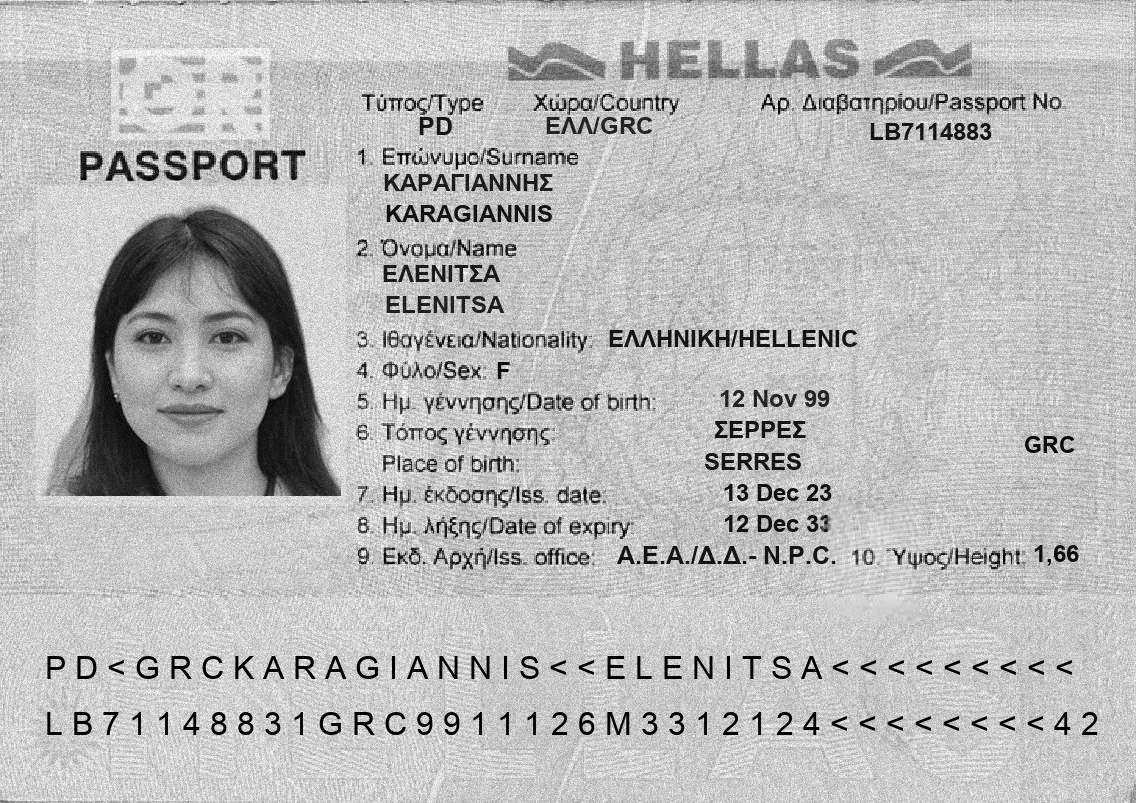 HELLAS
Τύπος/Type Χώρα/Country Αρ. Διαβατηρίου/Passport No.
PD ΕΛΛ/GRC LB7114883
PASSPORT
1. Επώνυμο/Surname
ΚΑΡΑΓΙΑΝΝΗΣ
KARAGIANNIS
2. Όνομα/Name
ΕΛΕΝΙΤΣΑ
ELENITSA
3. Ιθαγένεια/Nationality: ΕΛΛΗΝΙΚΗ/HELLENIC
4. Φύλο/Sex: F
5. Ημ. γέννησης/Date of birth: 12 Nov 99
6. Τόπος γέννησης: ΣΕΡΡΕΣ
Place of birth: SERRES GRC
7. Ημ. έκδοσης/Iss. date: 13 Dec 23
8. Ημ. λήξης/Date of expiry: 12 Dec 33
9 Εκδ. Αρχή/Iss. office: Α.Ε.Α./Δ.Δ.- N.P.C. 10. Ύψος/Height: 1,66
PD<GRCKARAGIANNIS<<ELENITSA<<<<<<<<<
LB71148831GRC9911126M3312124<<<<<<<<42